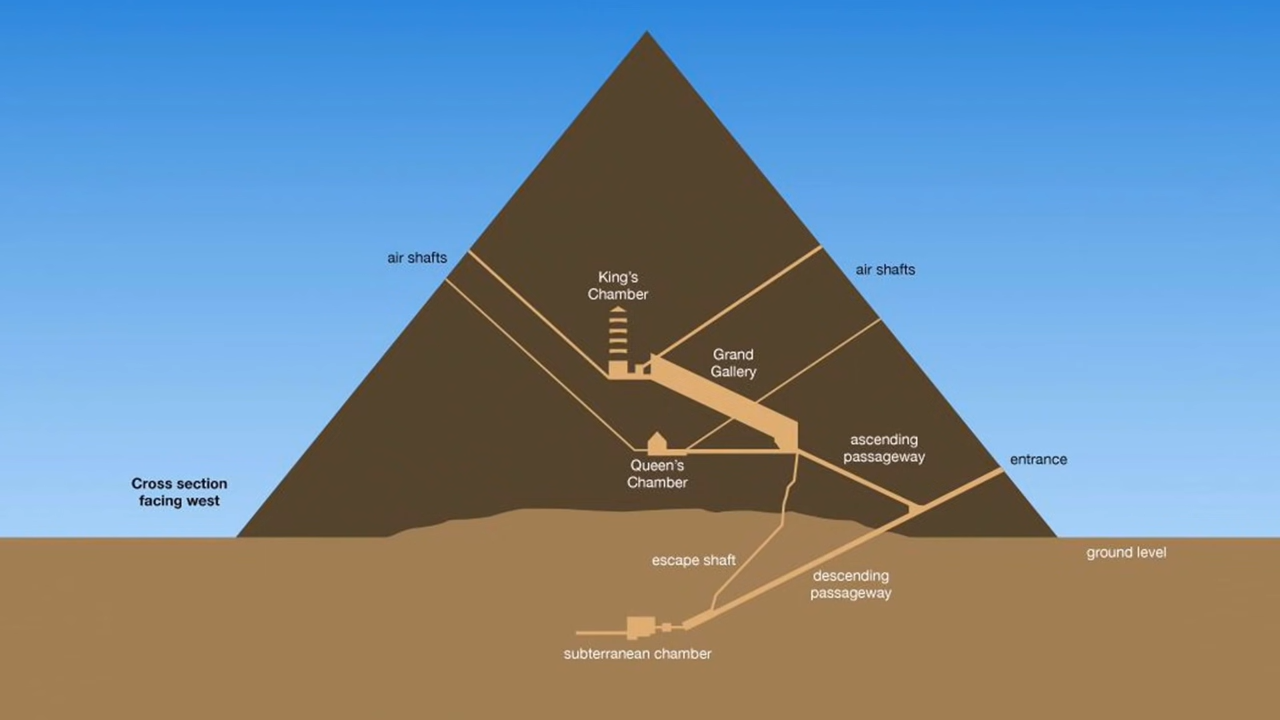 air shafts
air shafts
King's
Chamber
Grand
Gallery
ascending
passageway
entrance
Queen's
Chamber
Cross section
facing west
ground level
escape shaft
descending
passageway
subterranean chamber